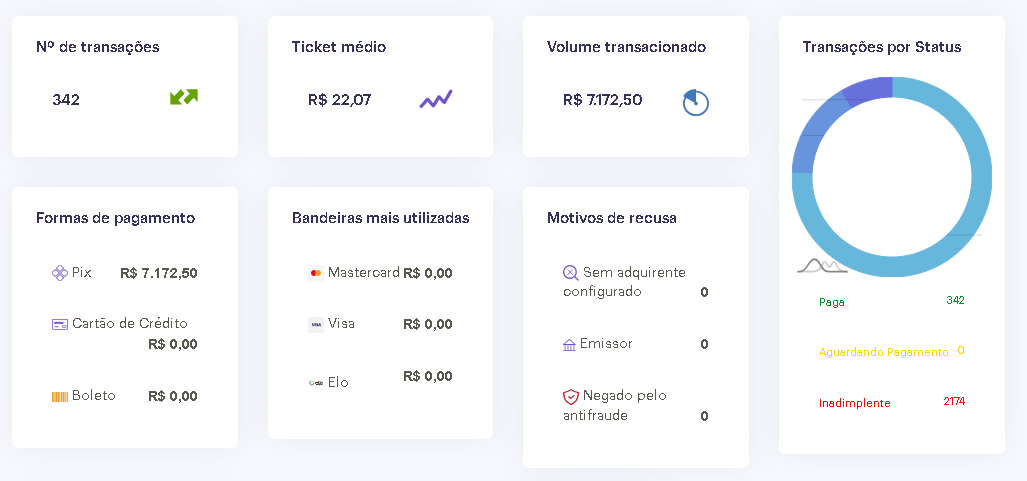 Nº de transações
342
Ticket médio
R$ 22,07
Volume transacionado
R$ 7.172,50
Transações por Status
Paga 342
Aguardando Pagamento 0
Inadimplente 2174
Formas de pagamento
Pix R$ 7.172,50
Cartão de Crédito
R$ 0,00
Boleto R$ 0,00
Bandeiras mais utilizadas
Mastercard R$ 0,00
VISA Visa R$ 0,00
elo Elo R$ 0,00
Motivos de recusa
Sem adquirente
configurado 0
Emissor 0
Negado pelo
antifraude 0